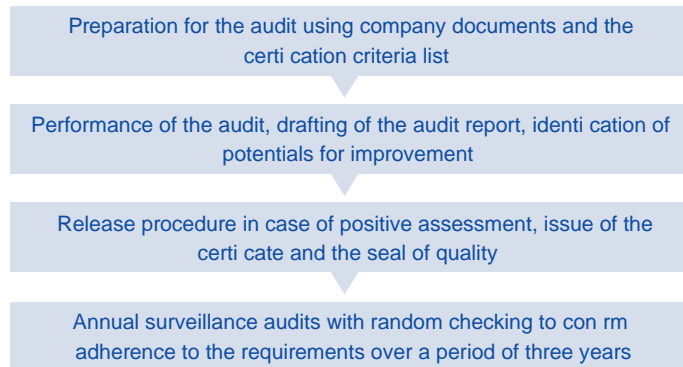 Preparation for the audit using company documents and the
certi cation criteria list
Performance of the audit, drafting of the audit report, identi cation of
potentials for improvement
Release procedure in case of positive assessment, issue of the
certi cate and the seal of quality
Annual surveillance audits with random checking to con rm
adherence to the requirements over a period of three years